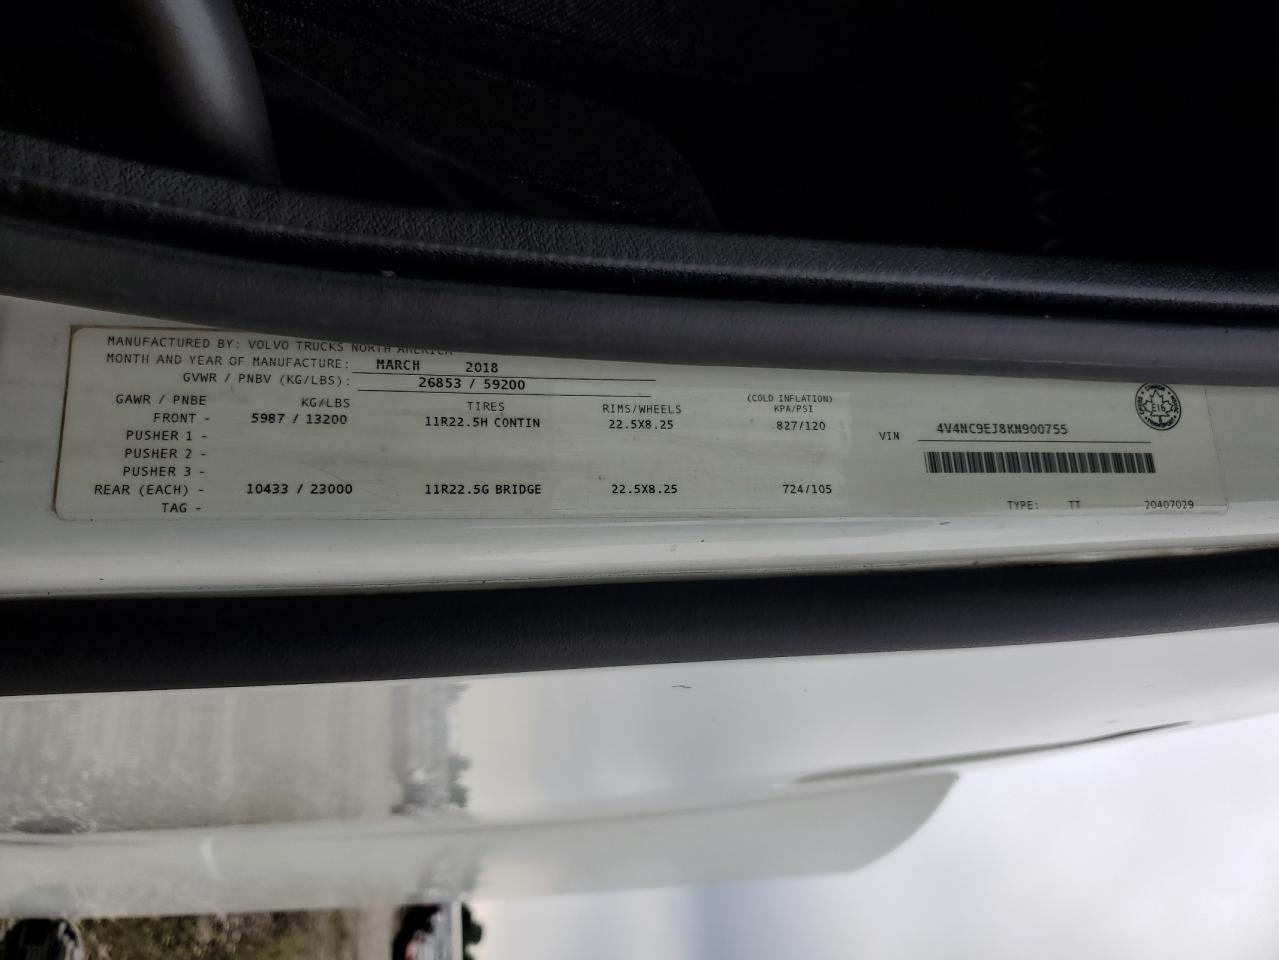 MANUFACTURED BY: VOLVO TRUCKS NORTH AMERICA
MONTH AND YEAR OF MANUFACTURE: MARCH 2018
GVWR / PNBV (KG/LBS): 26853 / 59200
GAWR / PNBE KG/LBS TIRES RIMS/WHEELS (COLD INFLATION) KPA/PSI
FRONT - 5987 / 13200 11R22.5H CONTIN 22.5X8.25 827/120
PUSHER 1 -
PUSHER 2 -
PUSHER 3 -
REAR (EACH) - 10433 / 23000 11R22.5G BRIDGE 22.5X8.25 724/105
TAG -
VIN 4V4NC9EJ8KN900755
TYPE: TT 20407029
CANADA
E16
TRANSPORT